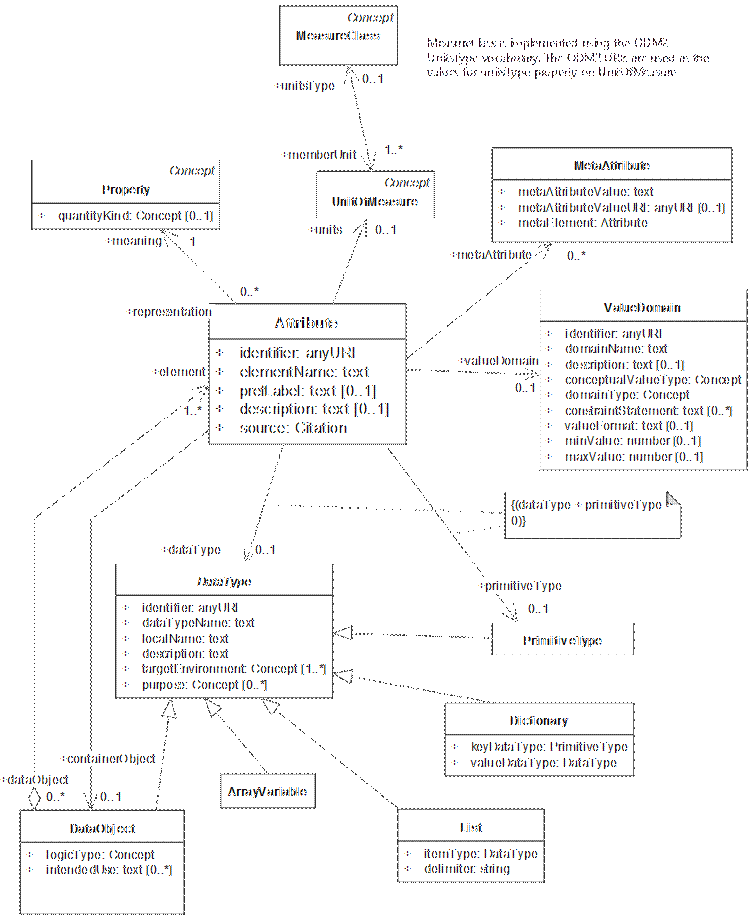 Concept
MeasureClass
UnitsType vocabulary. The ODM2 URIs are used as the
values for unitsType property on UnitOfMeasure
+unitsType
0..1
+memberUnit
1..*
Concept
UnitOfMeasure
Concept
Property
+ quantityKind: Concept [0..1]
MetaAttribute
+ metaAttributeValue: text
+ metaAttributeValueURI: anyURI [0..1]
+ metaElement: Attribute
+units
0..1
+meaning
1
+metaAttribute
0..*
0..*
+representation
Attribute
+ identifier: anyURI
+ elementName: text
+ prefLabel: text [0..1]
+ description: text [0..1]
+ source: Citation
ValueDomain
+ identifier: anyURI
+ domainName: text
+ description: text [0..1]
+ conceptualValueType: Concept
+ domainType: Concept
+ constraintStatement: text [0..*]
+ valueFormat: text [0..1]
+ minValue: number [0..1]
+ maxValue: number [0..1]
+valueDomain
0..1
+element
1..*
{(dataType + primitiveType
0)}
+dataType
0..1
+primitiveType
0..1
DataType
+ identifier: anyURI
+ dataTypeName: text
+ localName: text
+ description: text
+ targetEnvironment: Concept [1..*]
+ purpose: Concept [0..*]
PrimitiveType
Dictionary
+ keyDataType: PrimitiveType
+ valueDataType: DataType
+containerObject
0..1
+dataObject
0..*
ArrayVariable
DataObject
+ logicType: Concept
+ intendedUse: text [0..*]
List
+ itemType: DataType
+ delimiter: string